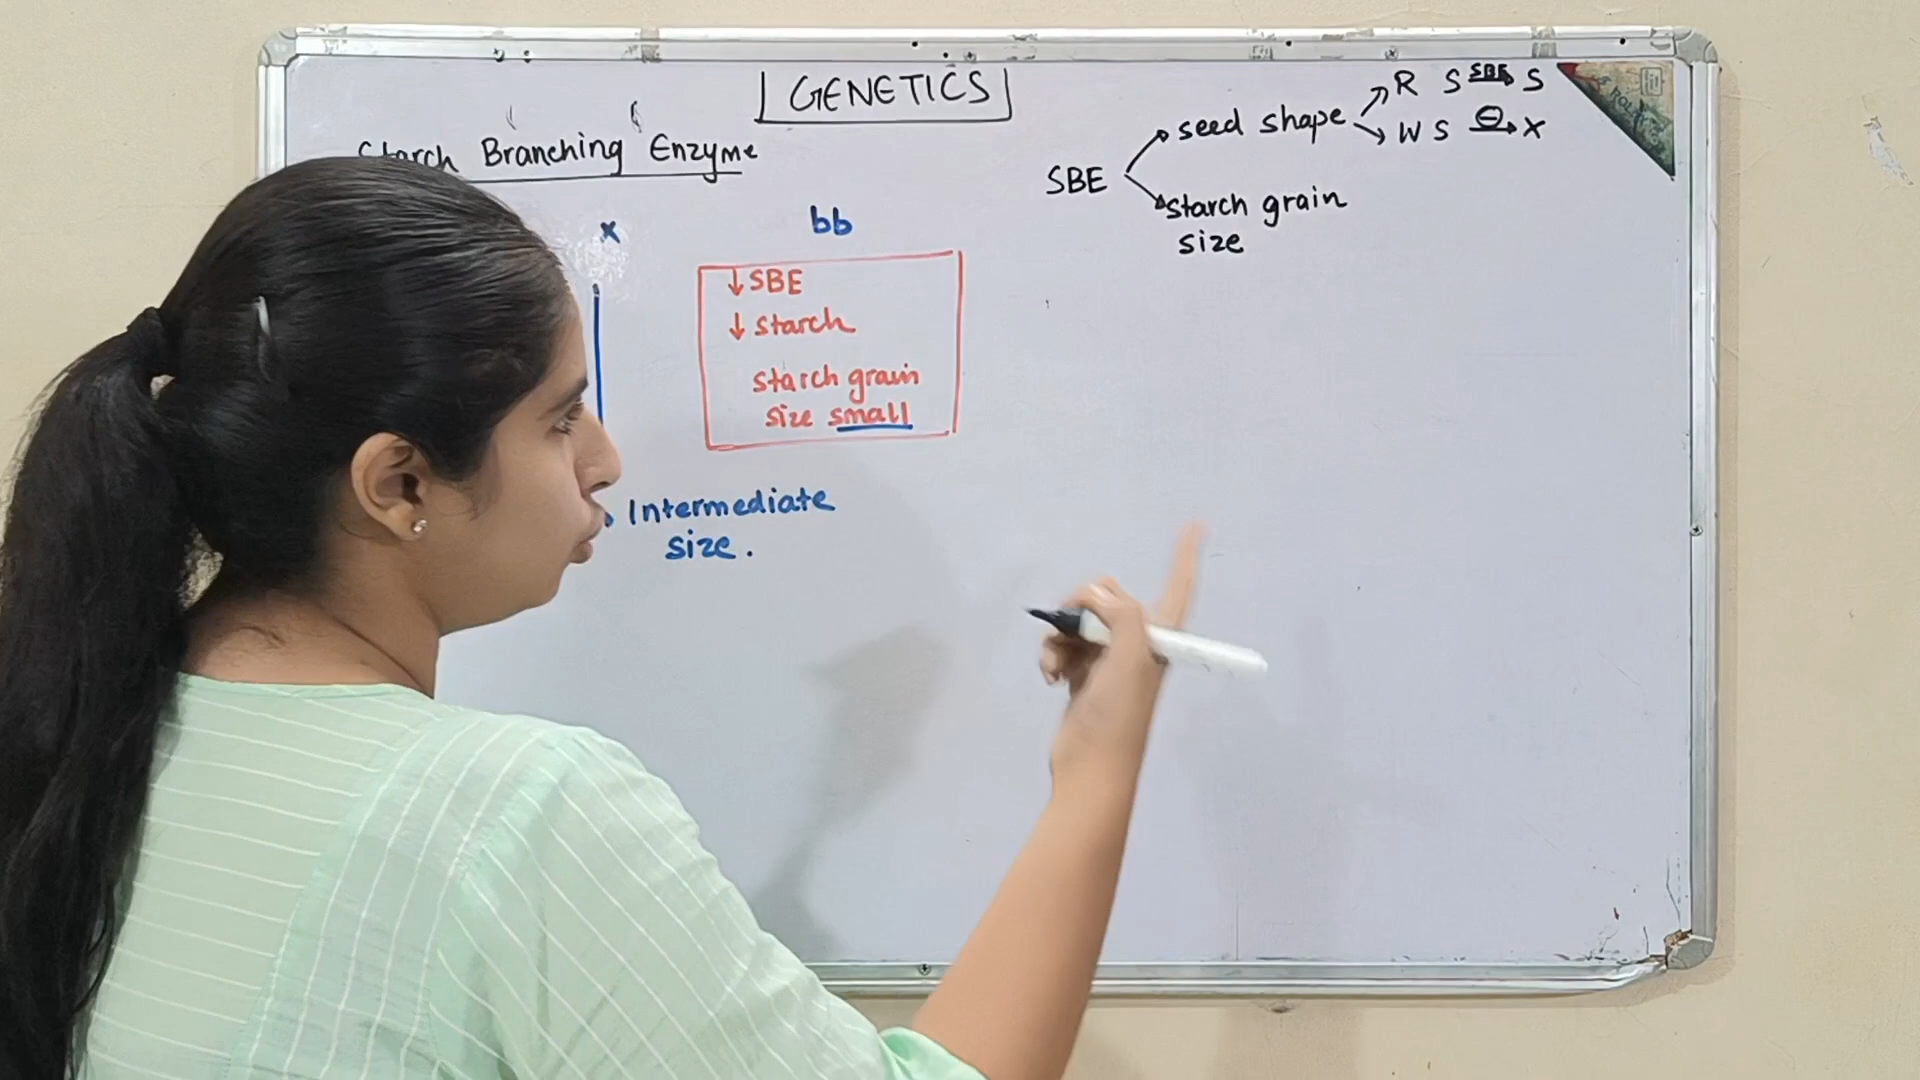 GENETICS
Starch Branching Enzyme
x bb
↓ SBE
↓ starch
starch grain
size small
Intermediate
size.
SBE
seed shape
R S SBE→ S
W S ⊖→ X
starch grain
size